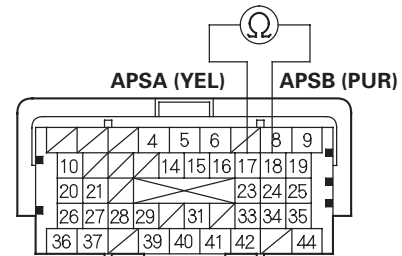 Ω
APSA (YEL) APSB (PUR)
4 5 6 8 9
10 14 15 16 17 18 19
20 21 23 24 25
26 27 28 29 31 33 34 35
36 37 39 40 41 42 44